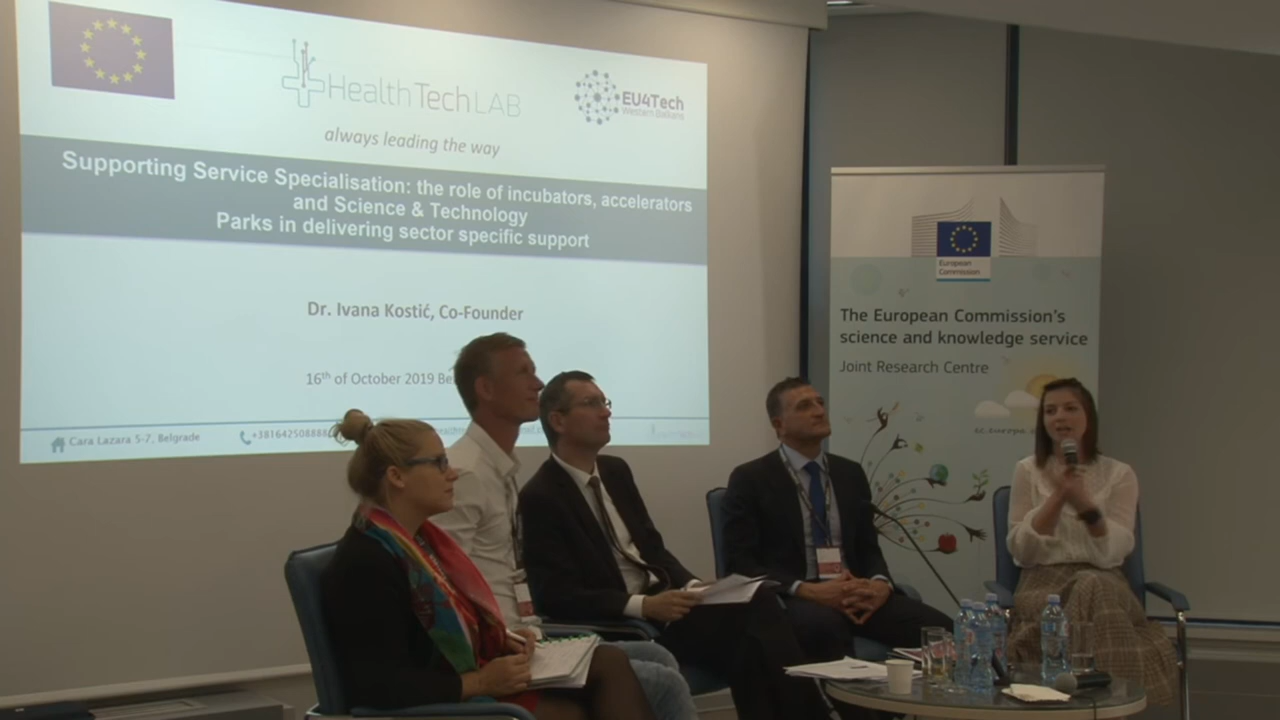 HealthTechLAB
EU4Tech
Western Balkans
always leading the way
Supporting Service Specialisation: the role of incubators, accelerators
and Science & Technology
Parks in delivering sector specific support
Dr. Ivana Kostić, Co-Founder
16th of October 2019
Cara Lazara 5-7, Belgrade
European
Commission
The European Commission's
science and knowledge service
Joint Research Centre